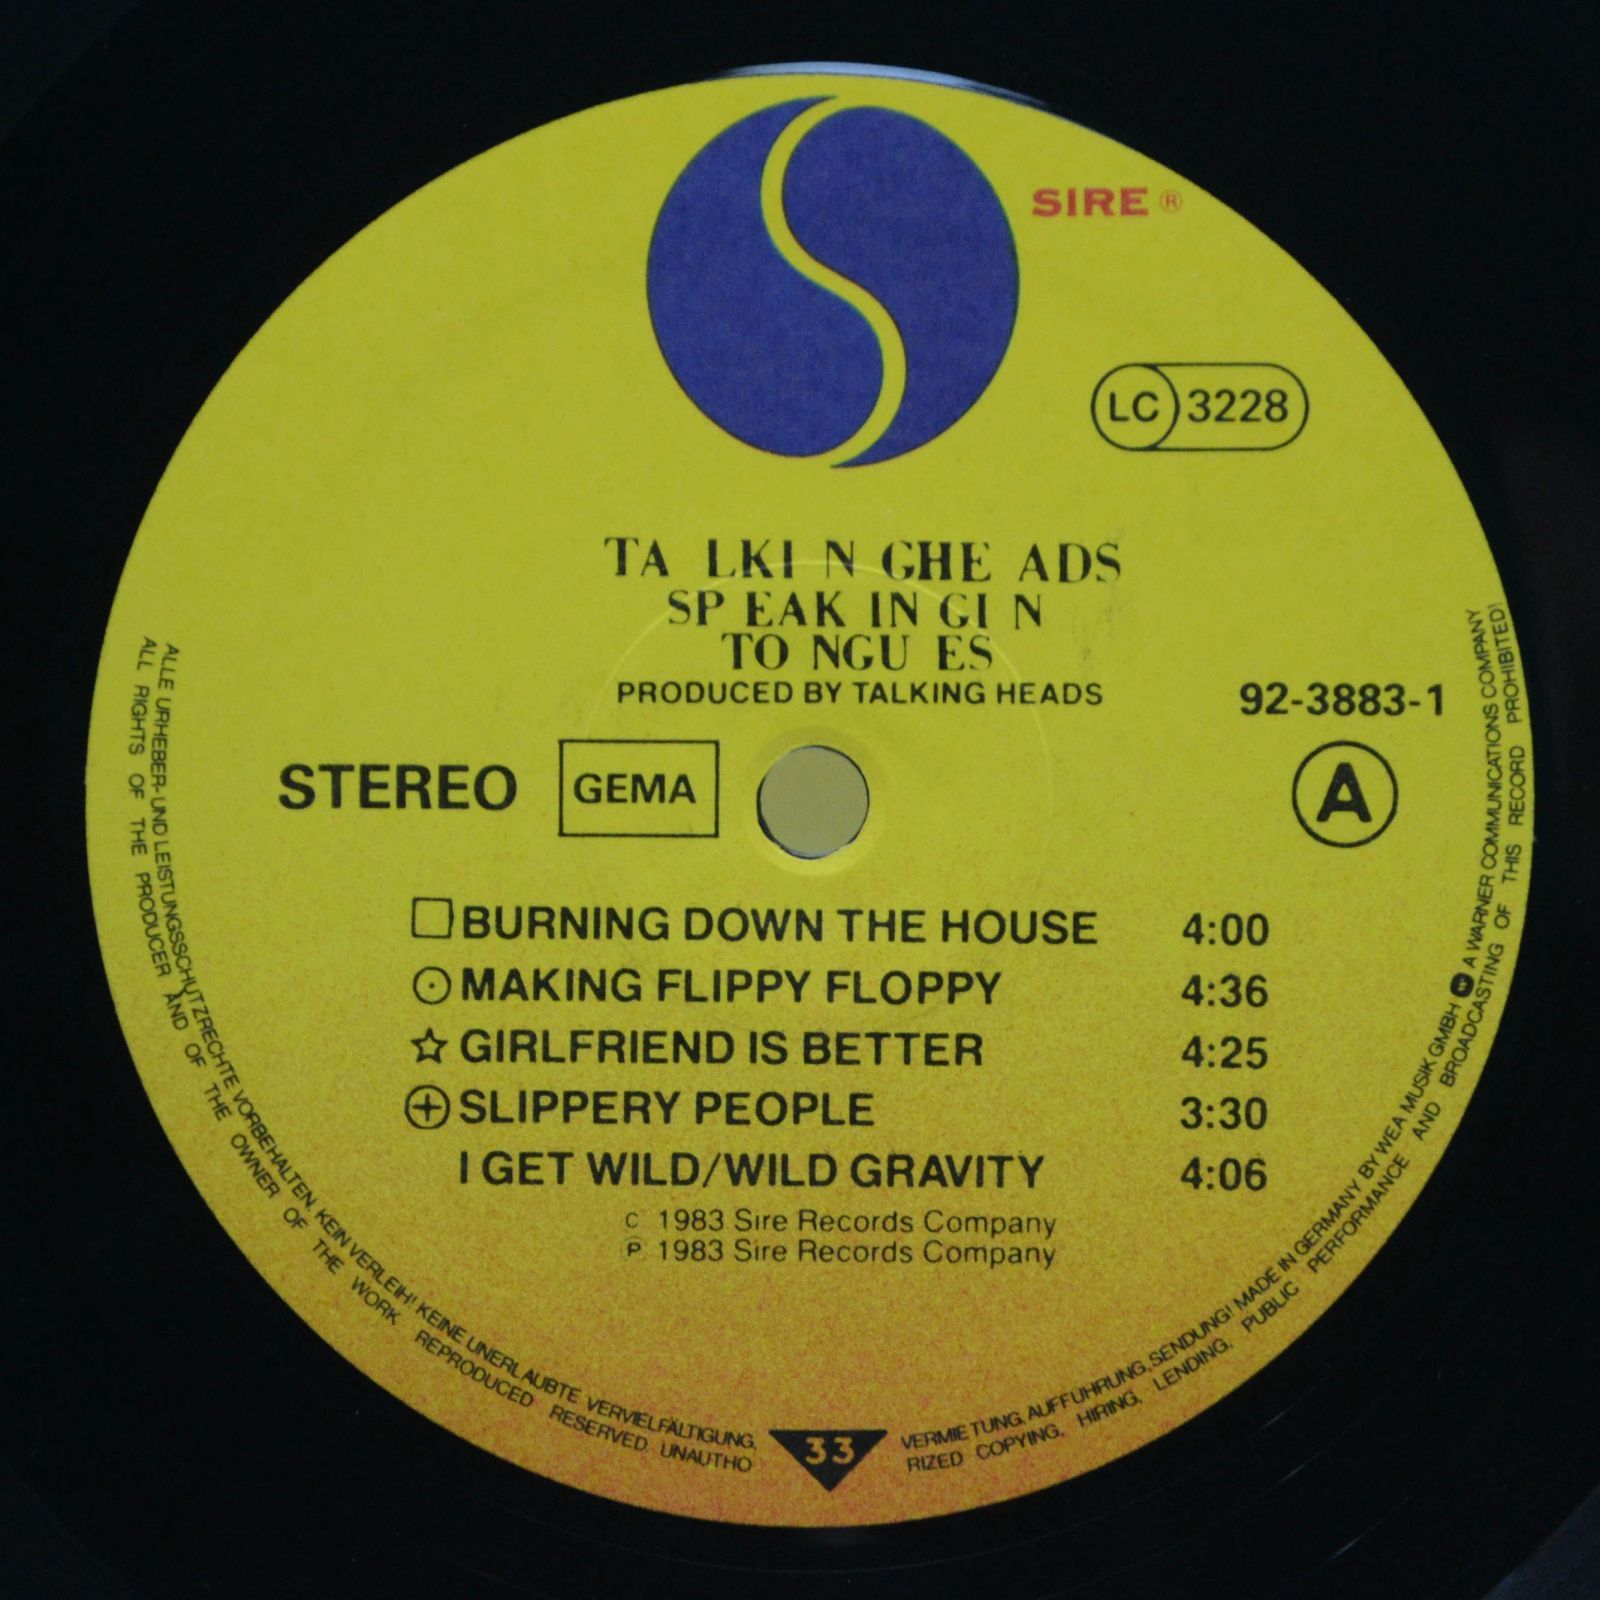 SIRE ®
LC 3228
TA LKI N GHE ADS
SP EAK IN GI N
TO NGU ES
PRODUCED BY TALKING HEADS
92-3883-1
STEREO GEMA A
BURNING DOWN THE HOUSE 4:00
MAKING FLIPPY FLOPPY 4:36
GIRLFRIEND IS BETTER 4:25
SLIPPERY PEOPLE 3:30
I GET WILD/WILD GRAVITY 4:06
C 1983 Sire Records Company
P 1983 Sire Records Company
33
ALLE URHEBER- UND LEISTUNGSSCHUTZRECHTE VORBEHALTEN. KEIN VERLEIH! KEINE UNERLAUBTE VERVIELFÄLTIGUNG, VERMIETUNG, AUFFÜHRUNG, SENDUNG! MADE IN GERMANY BY WEA MUSIK GMBH A WARNER COMMUNICATIONS COMPANY
ALL RIGHTS OF THE PRODUCER AND OF THE OWNER OF THE WORK REPRODUCED RESERVED. UNAUTHO RIZED COPYING, HIRING, LENDING, PUBLIC PERFORMANCE AND BROADCASTING OF THIS RECORD PROHIBITED!